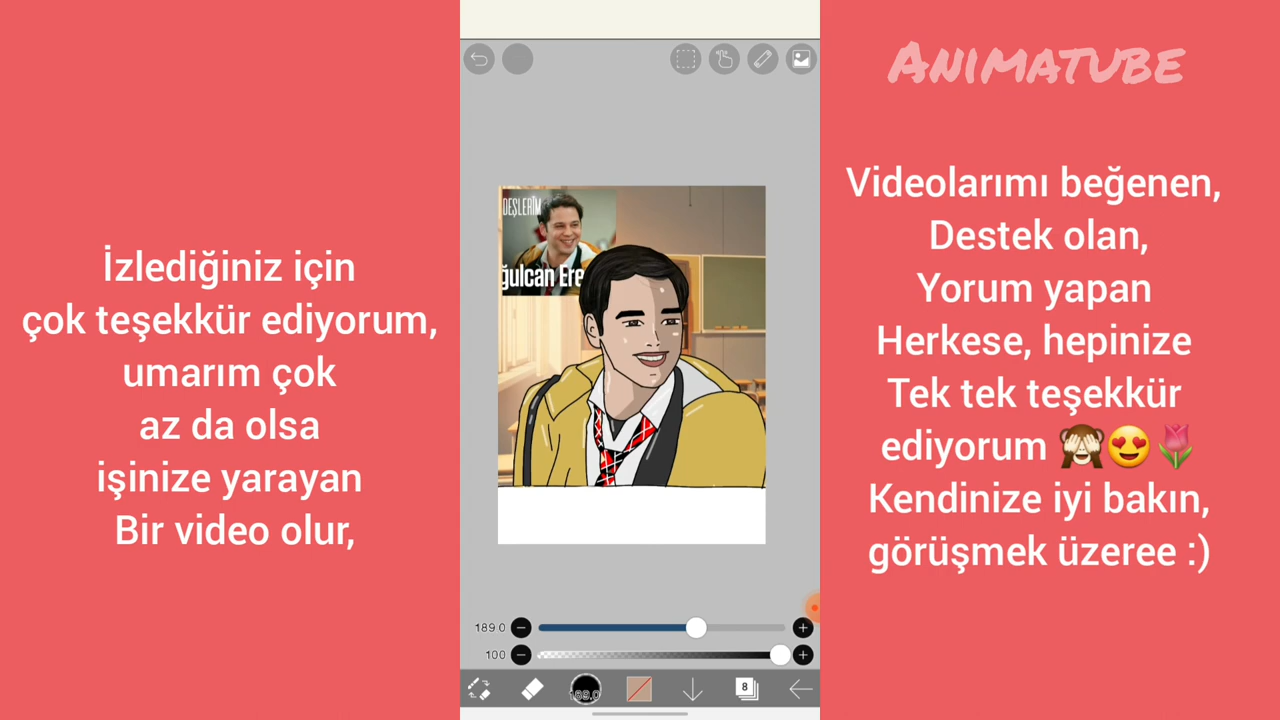 İzlediğiniz için
çok teşekkür ediyorum,
umarım çok
az da olsa
işinize yarayan
Bir video olur,
DEŞLERİM
ğulcan Ere
189.0
100
189.0
8
ANIMATUBE
Videolarımı beğenen,
Destek olan,
Yorum yapan
Herkese, hepinize
Tek tek teşekkür
ediyorum 🙈😍🌷
Kendinize iyi bakın,
görüşmek üzeree :)